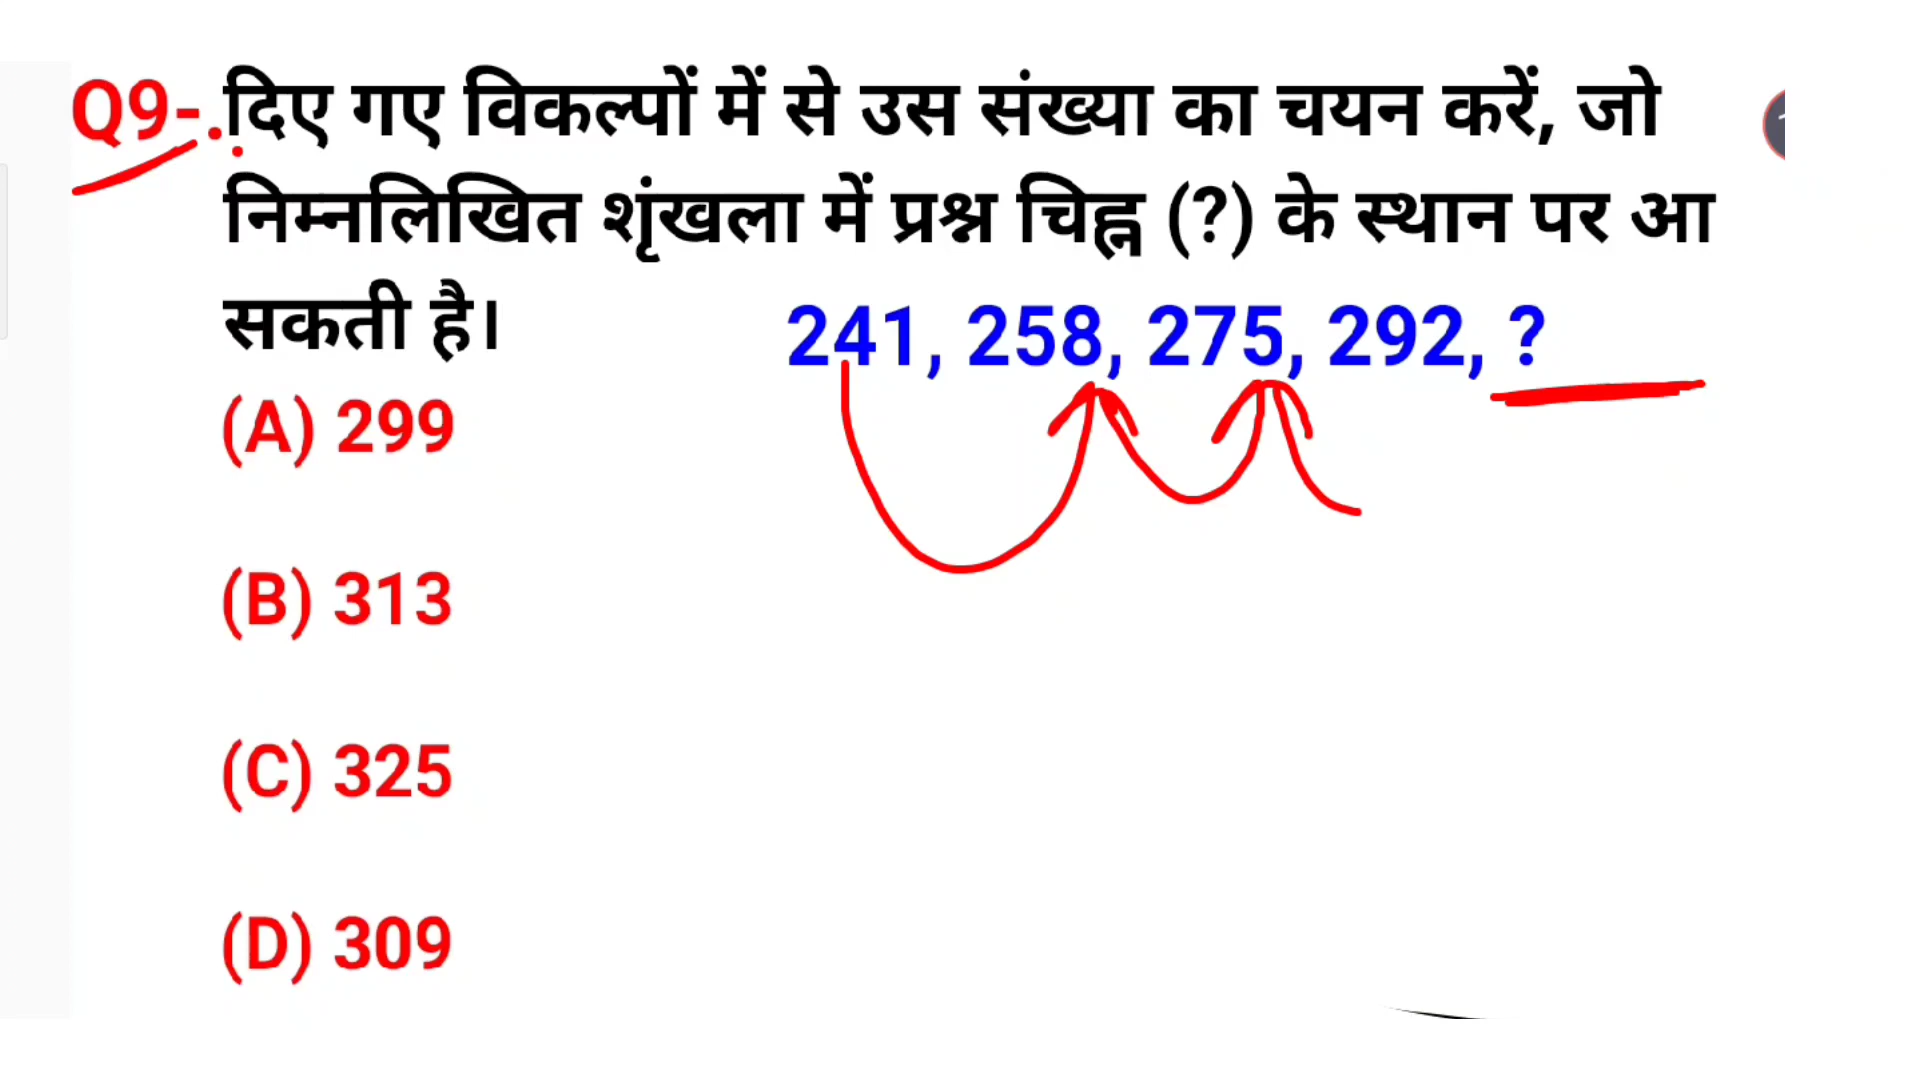 Q9-. दिए गए विकल्पों में से उस संख्या का चयन करें, जो
निम्नलिखित शृंखला में प्रश्न चिह्न (?) के स्थान पर आ
सकती है।
241, 258, 275, 292, ?
(A) 299
(B) 313
(C) 325
(D) 309